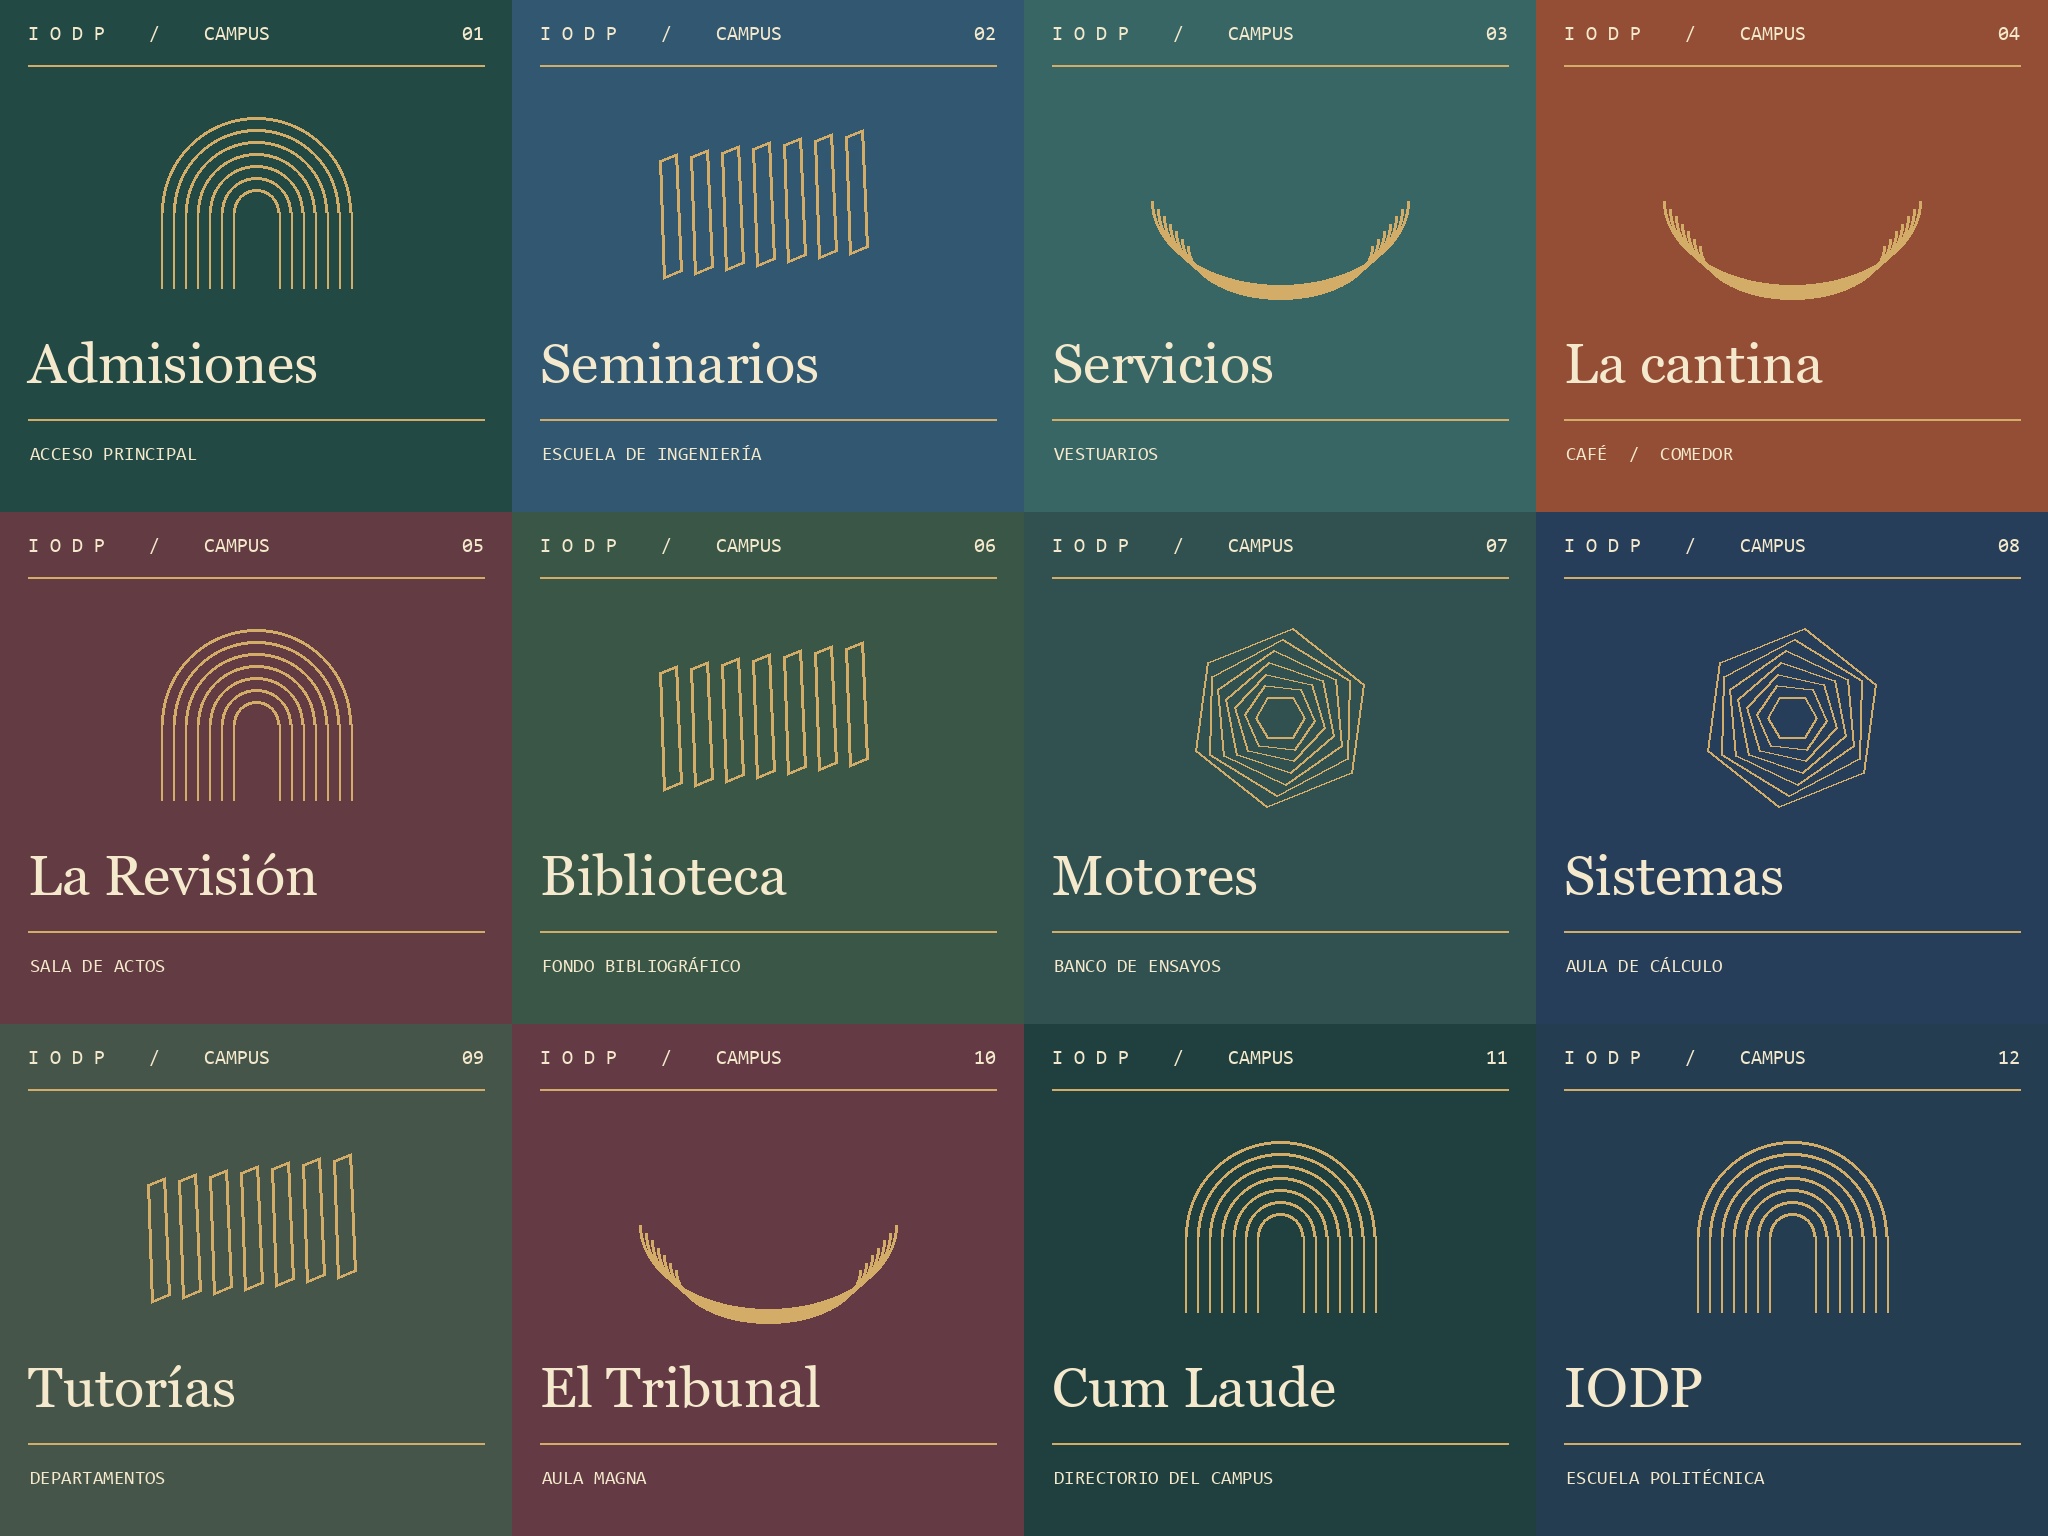 I O D P / CAMPUS 01
Admisiones
ACCESO PRINCIPAL
I O D P / CAMPUS 02
Seminarios
ESCUELA DE INGENIERÍA
I O D P / CAMPUS 03
Servicios
VESTUARIOS
I O D P / CAMPUS 04
La cantina
CAFÉ / COMEDOR
I O D P / CAMPUS 05
La Revisión
SALA DE ACTOS
I O D P / CAMPUS 06
Biblioteca
FONDO BIBLIOGRÁFICO
I O D P / CAMPUS 07
Motores
BANCO DE ENSAYOS
I O D P / CAMPUS 08
Sistemas
AULA DE CÁLCULO
I O D P / CAMPUS 09
Tutorías
DEPARTAMENTOS
I O D P / CAMPUS 10
El Tribunal
AULA MAGNA
I O D P / CAMPUS 11
Cum Laude
DIRECTORIO DEL CAMPUS
I O D P / CAMPUS 12
IODP
ESCUELA POLITÉCNICA